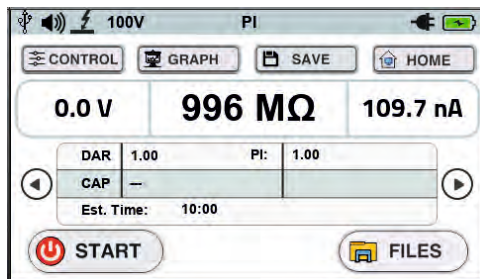 100V PI
CONTROL GRAPH SAVE HOME
0.0 V 996 MΩ 109.7 nA
DAR 1.00 PI: 1.00
CAP –
Est. Time: 10:00
START FILES